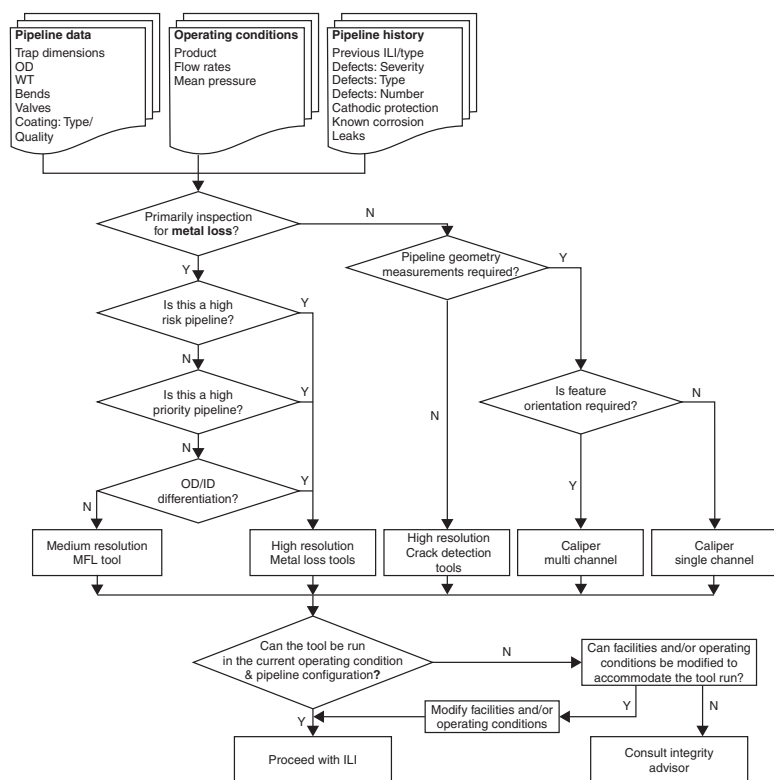 Pipeline data
Trap dimensions
OD
WT
Bends
Valves
Coating: Type/
Quality
Operating conditions
Product
Flow rates
Mean pressure
Pipeline history
Previous ILI/type
Defects: Severity
Defects: Type
Defects: Number
Cathodic protection
Known corrosion
Leaks
Primarily inspection
for metal loss?
N
Y
Pipeline geometry
measurements required?
Y
N
Is this a high
risk pipeline?
Y
N
Is this a high
priority pipeline?
Y
N
Is feature
orientation required?
N
Y
OD/ID
differentiation?
Y
N
Medium resolution
MFL tool
High resolution
Metal loss tools
High resolution
Crack detection
tools
Caliper
multi channel
Caliper
single channel
Can the tool be run
in the current operating condition
& pipeline configuration?
N
Y
Can facilities and/or operating
conditions be modified to
accommodate the tool run?
Y
N
Modify facilities and/or
operating conditions
Proceed with ILI
Consult integrity
advisor